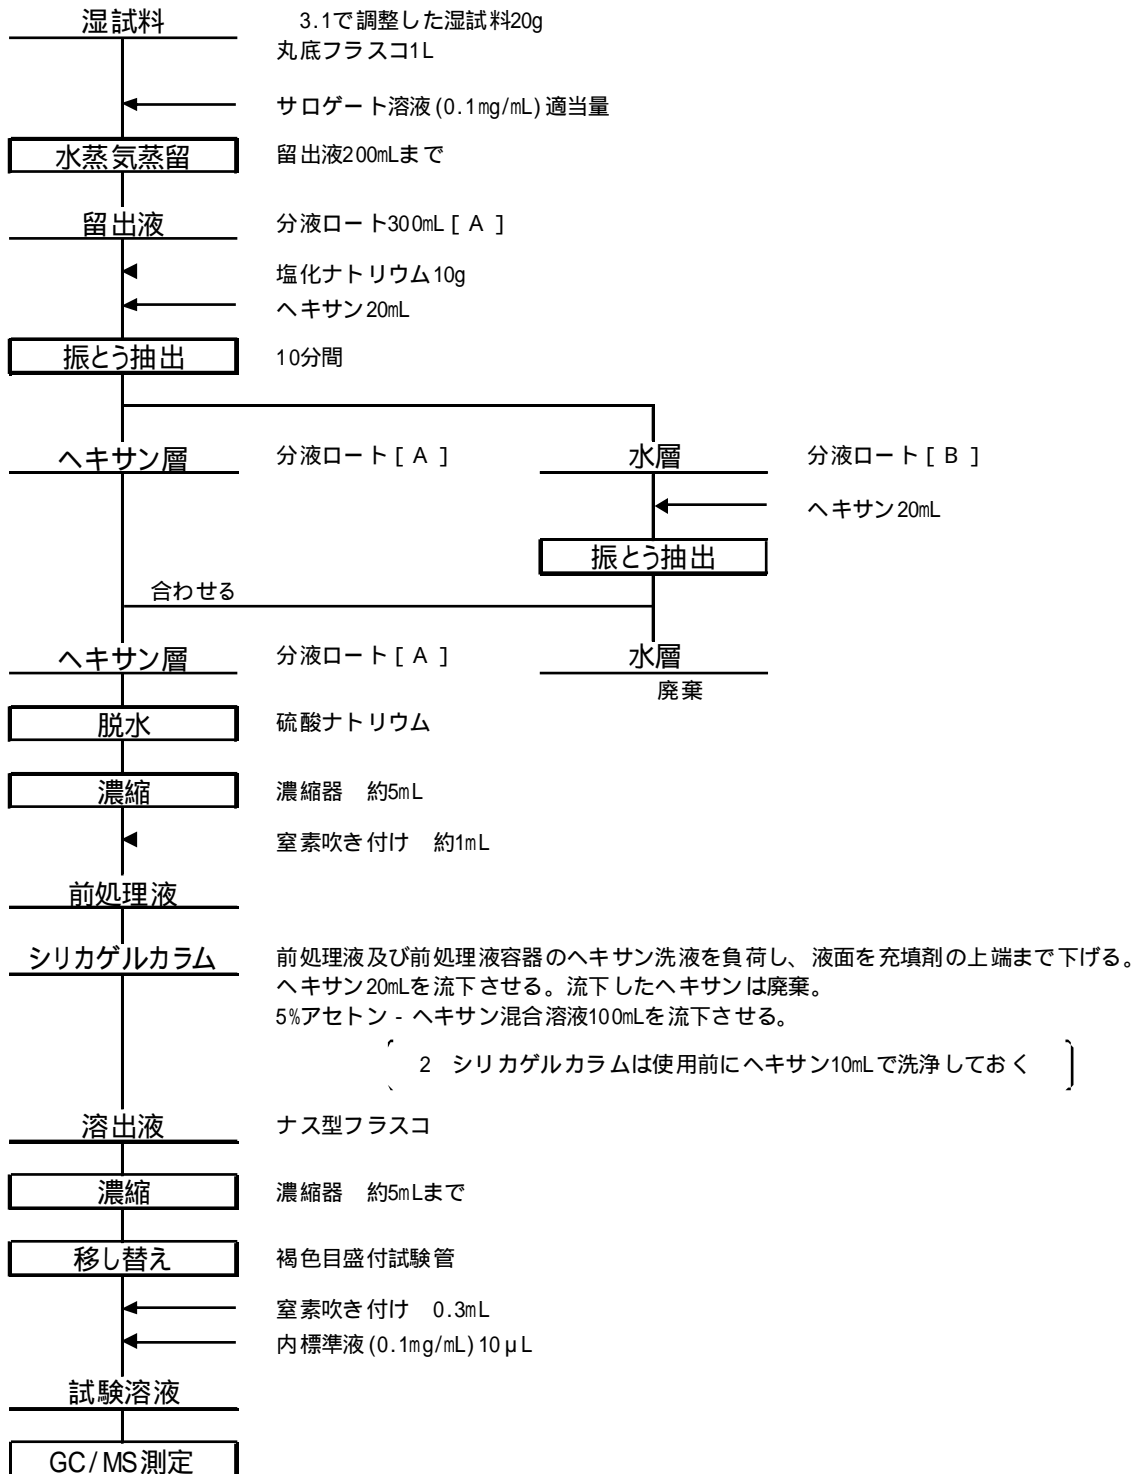 湿試料
3.1で調整した湿試料20g
丸底フラスコ1L
サロゲート溶液(0.1mg/mL)適当量
水蒸気蒸留
留出液200mLまで
留出液
分液ロート300mL[ A ]
塩化ナトリウム10g
ヘキサン20mL
振とう抽出
10分間
ヘキサン層
分液ロート[ A ]
水層
分液ロート[ B ]
ヘキサン20mL
振とう抽出
合わせる
ヘキサン層
分液ロート[ A ]
水層
廃棄
脱水
硫酸ナトリウム
濃縮
濃縮器 約5mL
窒素吹き付け 約1mL
前処理液
シリカゲルカラム
前処理液及び前処理液容器のヘキサン洗液を負荷し、液面を充填剤の上端まで下げる。
ヘキサン20mLを流下させる。流下したヘキサンは廃棄。
5%アセトン - ヘキサン混合溶液100mLを流下させる。
2 シリカゲルカラムは使用前にヘキサン10mLで洗浄しておく
溶出液
ナス型フラスコ
濃縮
濃縮器 約5mLまで
移し替え
褐色目盛付試験管
窒素吹き付け 0.3mL
内標準液(0.1mg/mL)10μL
試験溶液
GC/MS測定